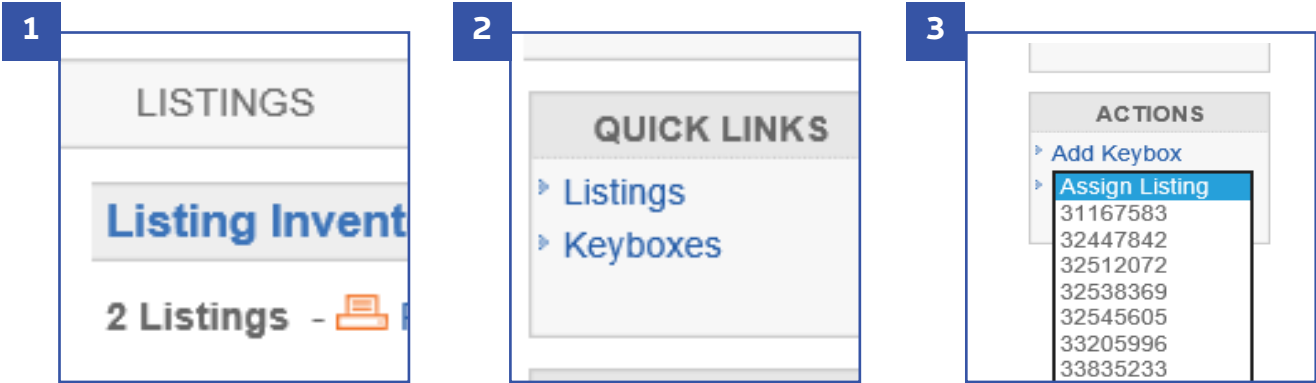 1
LISTINGS
Listing Invent
2 Listings -
2
QUICK LINKS
Listings
Keyboxes
3
ACTIONS
Add Keybox
Assign Listing
31167583
32447842
32512072
32538369
32545605
33205996
33835233